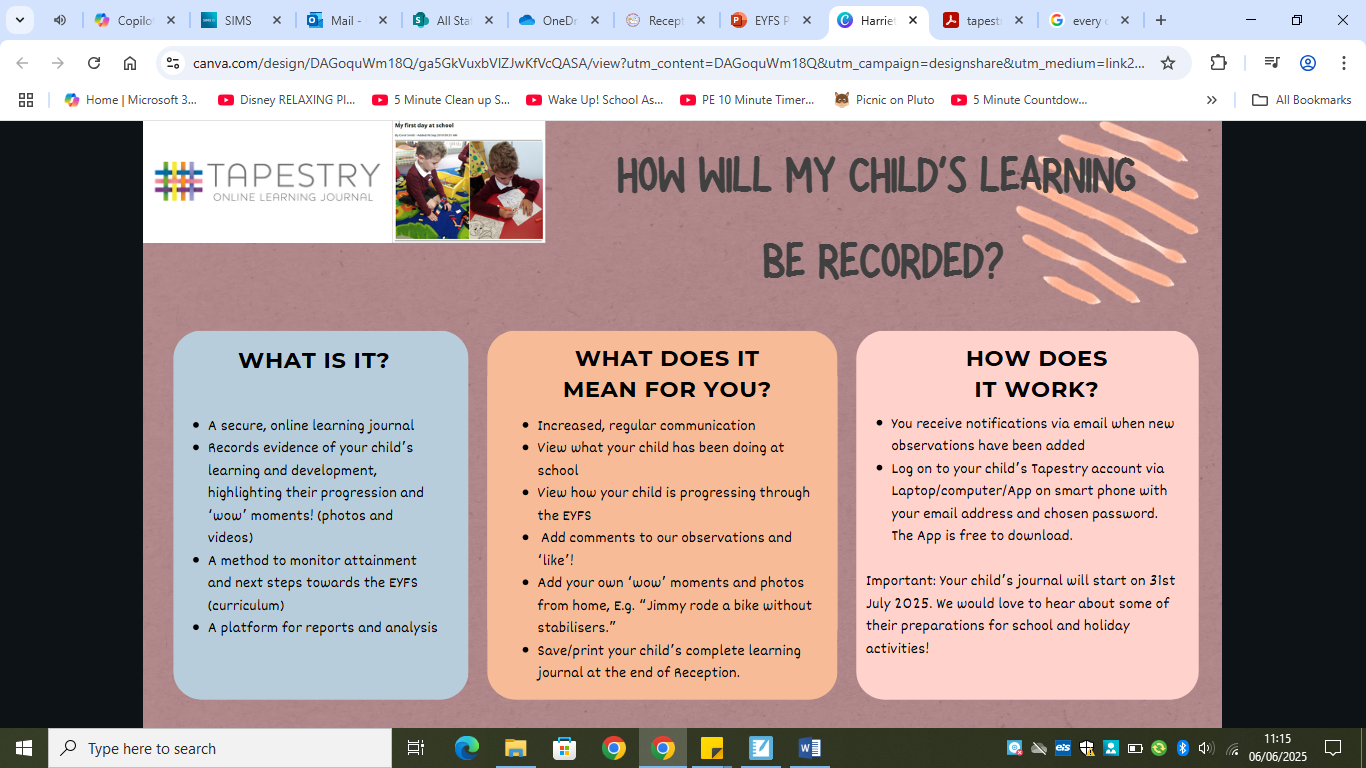 Copilot
SIMS
Mail -
All Sta
OneDr
Recept
EYFS P
Harriet
tapest
every c
canva.com/design/DAGoquWm18Q/ga5GkVuxbVlZJwKfVcQASA/view?utm_content=DAGoquWm18Q&utm_campaign=designshare&utm_medium=link2...
Home | Microsoft 3...
Disney RELAXING Pl...
5 Minute Clean up S...
Wake Up! School As...
PE 10 Minute Timer...
Picnic on Pluto
5 Minute Countdow...
All Bookmarks
TAPESTRY
ONLINE LEARNING JOURNAL
My first day at school
HOW WILL MY CHILD'S LEARNING
BE RECORDED?
WHAT IS IT?
A secure, online learning journal
Records evidence of your child's
learning and development,
highlighting their progression and
'wow' moments! (photos and
videos)
A method to monitor attainment
and next steps towards the EYFS
(curriculum)
A platform for reports and analysis
WHAT DOES IT
MEAN FOR YOU?
Increased, regular communication
View what your child has been doing at
school
View how your child is progressing through
the EYFS
Add comments to our observations and
'like'!
Add your own 'wow' moments and photos
from home, E.g. "Jimmy rode a bike without
stabilisers."
Save/print your child's complete learning
journal at the end of Reception.
HOW DOES
IT WORK?
You receive notifications via email when new
observations have been added
Log on to your child's Tapestry account via
Laptop/computer/App on smart phone with
your email address and chosen password.
The App is free to download.
Important: Your child's journal will start on 31st
July 2025. We would love to hear about some of
their preparations for school and holiday
activities!
Type here to search
11:15
06/06/2025